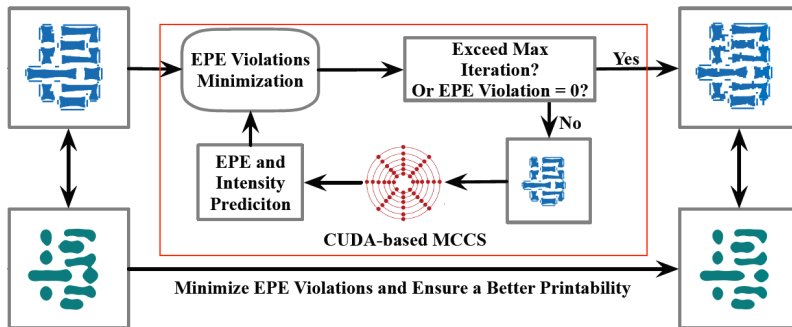 EPE Violations
Minimization
Exceed Max
Iteration?
Or EPE Violation = 0?
Yes
No
EPE and
Intensity
Prediciton
CUDA-based MCCS
Minimize EPE Violations and Ensure a Better Printability